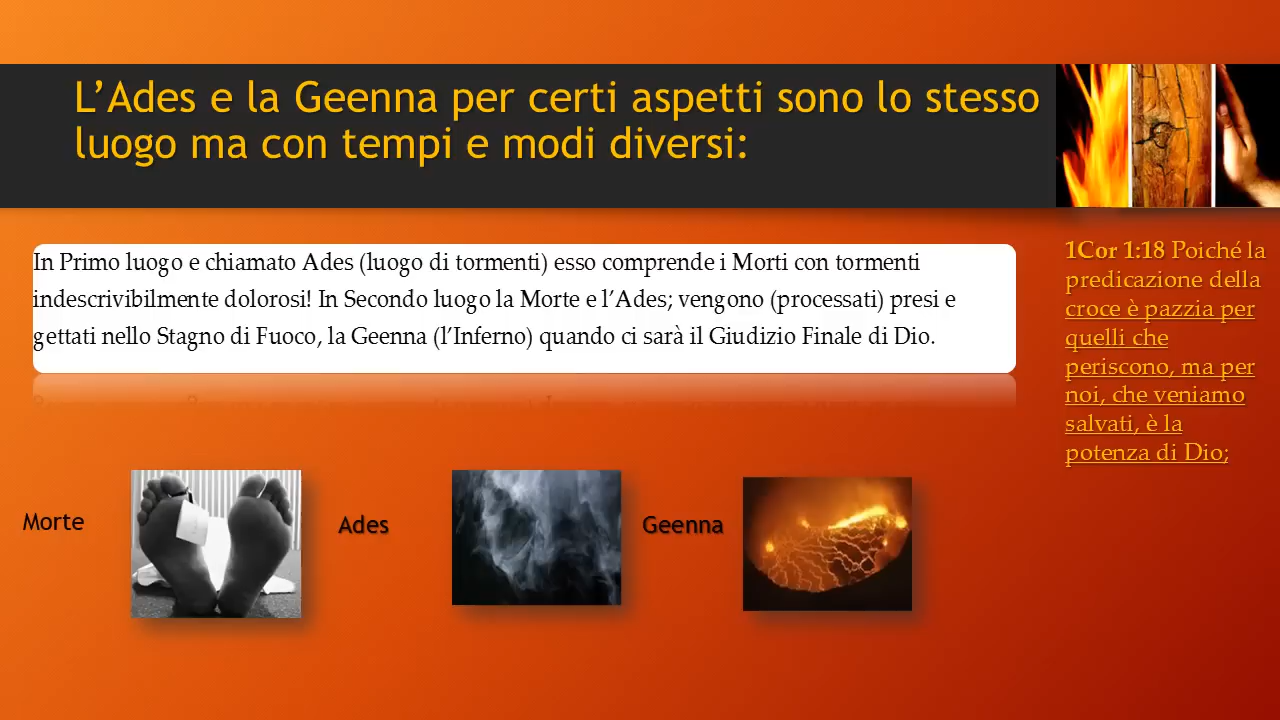 L’Ades e la Geenna per certi aspetti sono lo stesso
luogo ma con tempi e modi diversi:
In Primo luogo e chiamato Ades (luogo di tormenti) esso comprende i Morti con tormenti
indescrivibilmente dolorosi! In Secondo luogo la Morte e l’Ades; vengono (processati) presi e
gettati nello Stagno di Fuoco, la Geenna (l’Inferno) quando ci sarà il Giudizio Finale di Dio.
1Cor 1:18 Poiché la
predicazione della
croce è pazzia per
quelli che
periscono, ma per
noi, che veniamo
salvati, è la
potenza di Dio;
Morte
Ades
Geenna